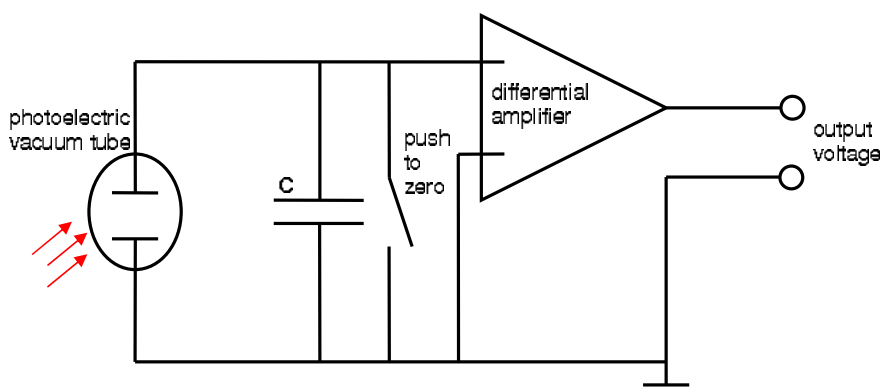 photoelectric
vacuum tube
C
push
to
zero
differential
amplifier
output
voltage